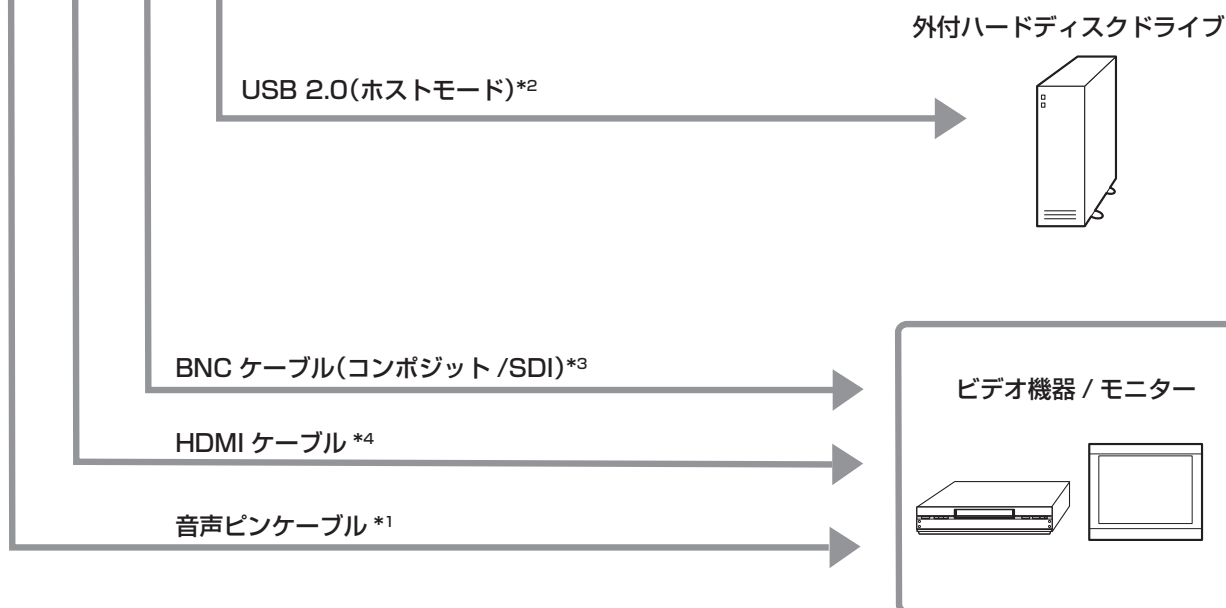 外付ハードディスクドライブ
USB 2.0(ホストモード)*2
BNC ケーブル(コンポジット /SDI)*3
ビデオ機器 / モニター
HDMI ケーブル *4
音声ピンケーブル *1